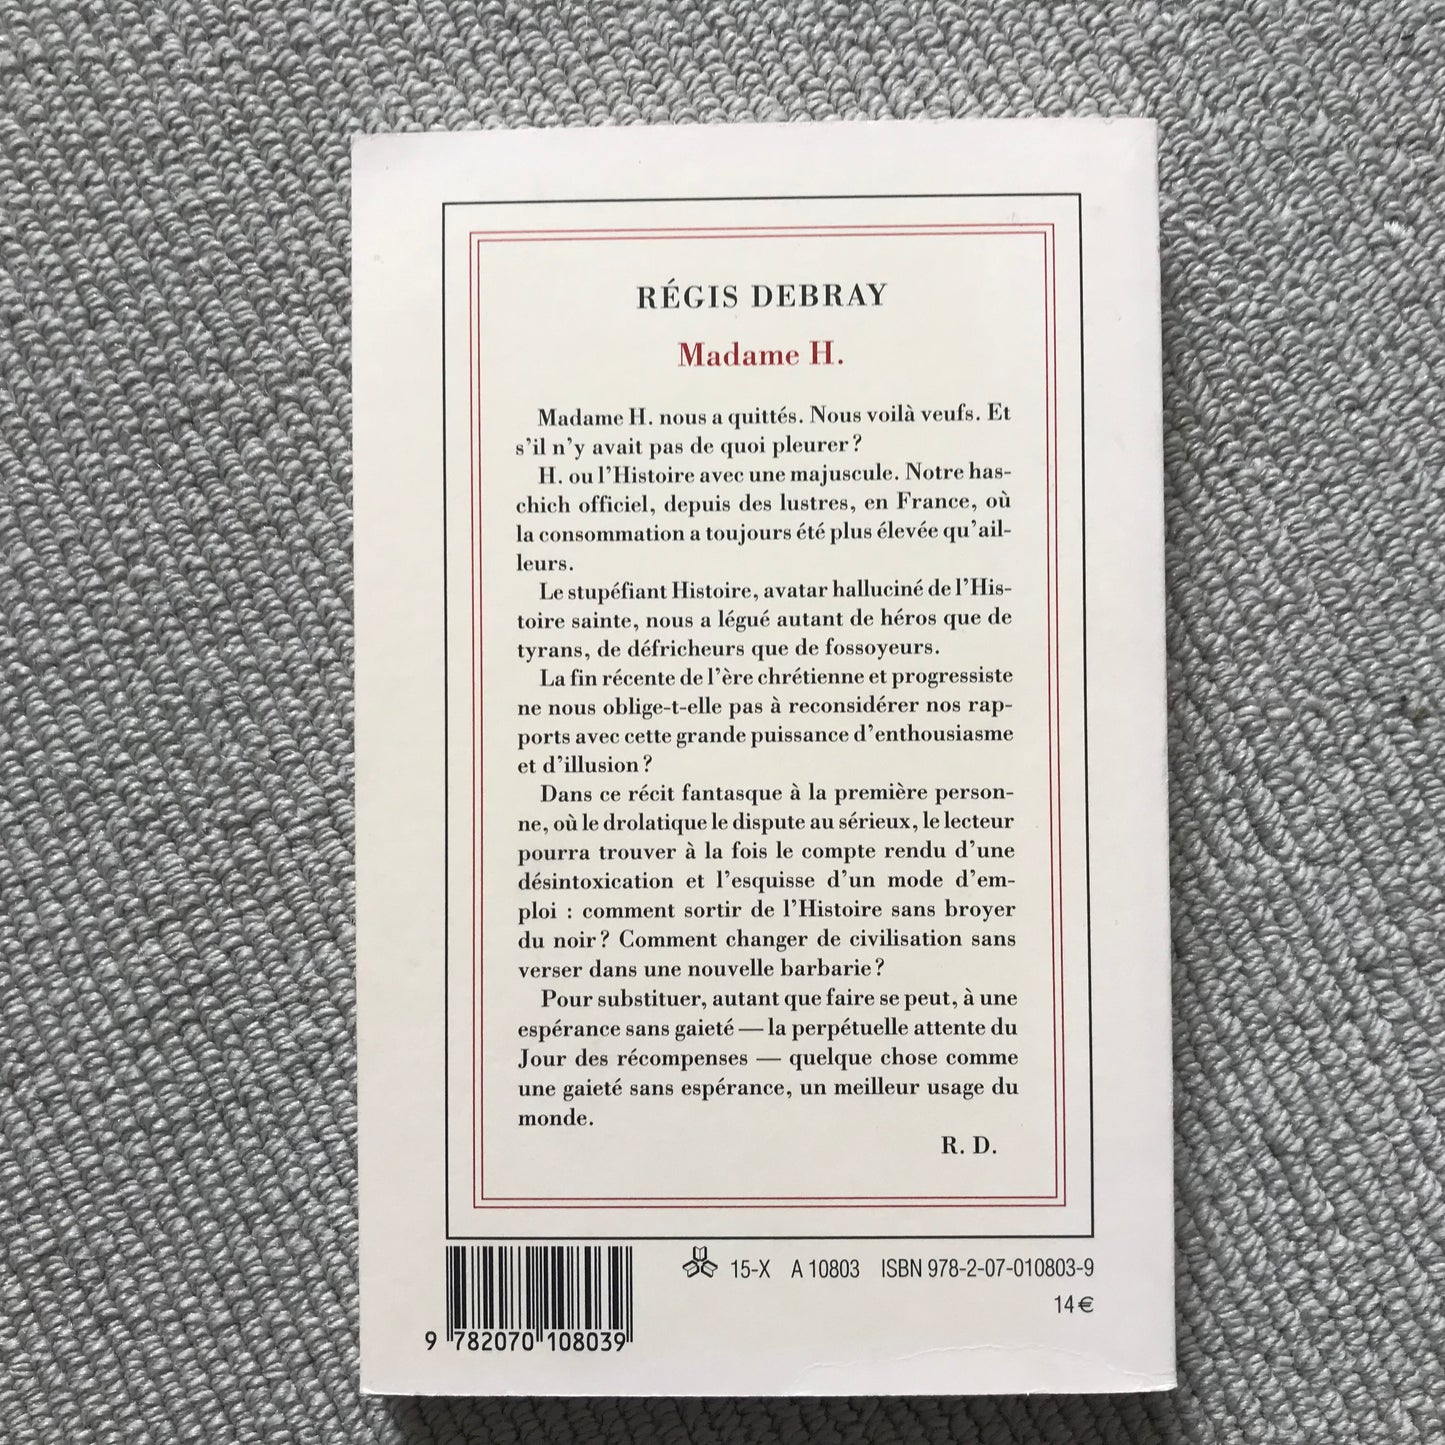 RÉGIS DEBRAY
Madame H.
Madame H. nous a quittés. Nous voilà veufs. Et
s'il n'y avait pas de quoi pleurer ?
H. ou l'Histoire avec une majuscule. Notre has-
chich officiel, depuis des lustres, en France, où
la consommation a toujours été plus élevée qu'ail-
leurs.
Le stupéfiant Histoire, avatar halluciné de l'His-
toire sainte, nous a légué autant de héros que de
tyrans, de défricheurs que de fossoyeurs.
La fin récente de l'ère chrétienne et progressiste
ne nous oblige-t-elle pas à reconsidérer nos rap-
ports avec cette grande puissance d'enthousiasme
et d'illusion ?
Dans ce récit fantasque à la première person-
ne, où le drolatique le dispute au sérieux, le lecteur
pourra trouver à la fois le compte rendu d'une
désintoxication et l'esquisse d'un mode d'em-
ploi : comment sortir de l'Histoire sans broyer
du noir ? Comment changer de civilisation sans
verser dans une nouvelle barbarie ?
Pour substituer, autant que faire se peut, à une
espérance sans gaieté — la perpétuelle attente du
Jour des récompenses — quelque chose comme
une gaieté sans espérance, un meilleur usage du
monde.
R. D.
15-X A 10803 ISBN 978-2-07-010803-9
14 €
9 782070 108039